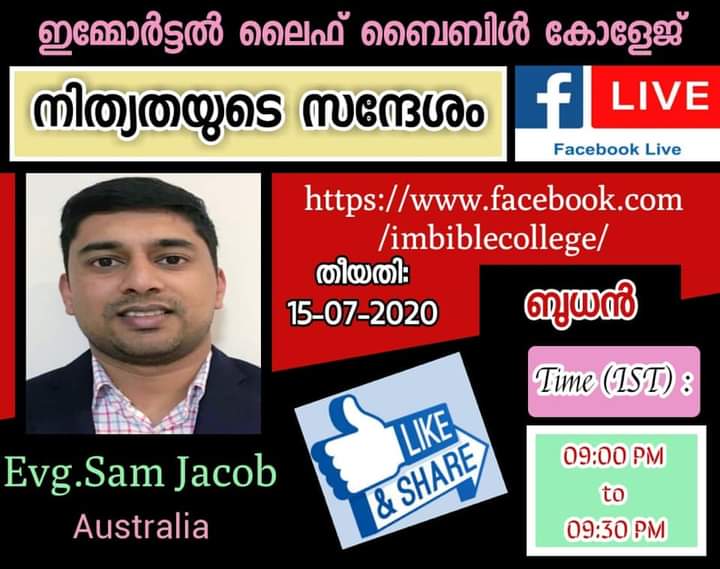 ഇമ്മോർട്ടൽ ലൈഫ് ബൈബിൾ കോളേജ്
നിത്യതയുടെ സന്ദേശം
f LIVE
Facebook Live
https://www.facebook.com
/imbiblecollege/
തീയതി:
15-07-2020
ബുധൻ
Time (IST) :
09:00 PM
to
09:30 PM
LIKE
& SHARE
Evg.Sam Jacob
Australia